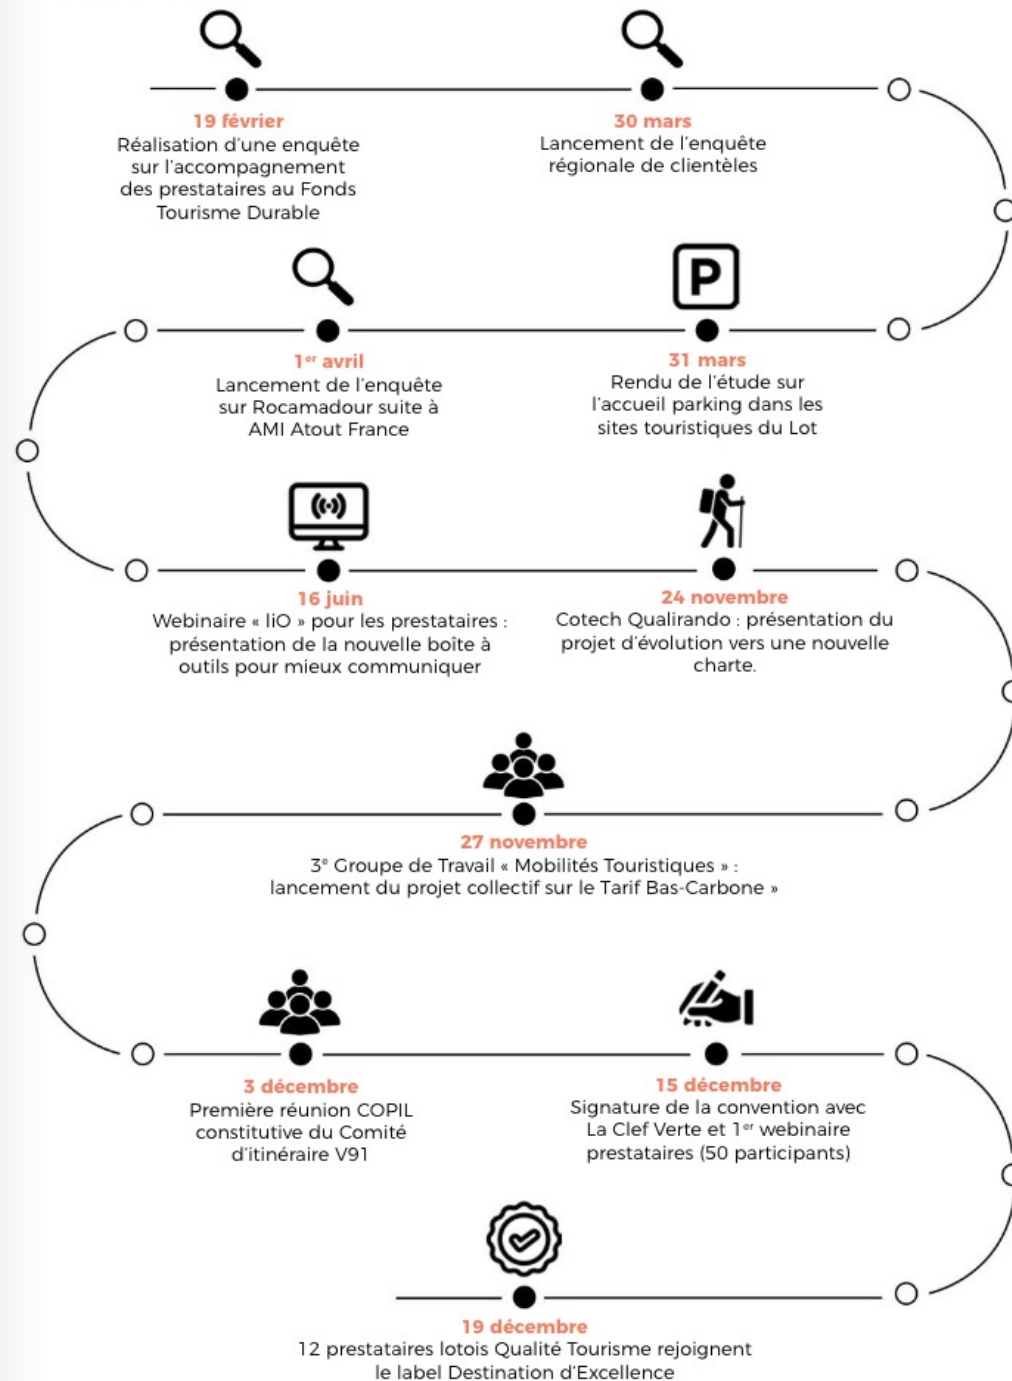 19 février
Réalisation d'une enquête
sur l'accompagnement
des prestataires au Fonds
Tourisme Durable
30 mars
Lancement de l'enquête
régionale de clientèles
P
31 mars
Rendu de l'étude sur
l'accueil parking dans les
sites touristiques du Lot
1er avril
Lancement de l'enquête
sur Rocamadour suite à
AMI Atout France
16 juin
Webinaire « liO » pour les prestataires :
présentation de la nouvelle boîte à
outils pour mieux communiquer
24 novembre
Cotech Qualirando : présentation du
projet d'évolution vers une nouvelle
charte.
27 novembre
3e Groupe de Travail « Mobilités Touristiques » :
lancement du projet collectif sur le Tarif Bas-Carbone »
3 décembre
Première réunion COPIL
constitutive du Comité
d'itinéraire V91
15 décembre
Signature de la convention avec
La Clef Verte et 1er webinaire
prestataires (50 participants)
19 décembre
12 prestataires lotois Qualité Tourisme rejoignent
le label Destination d'Excellence